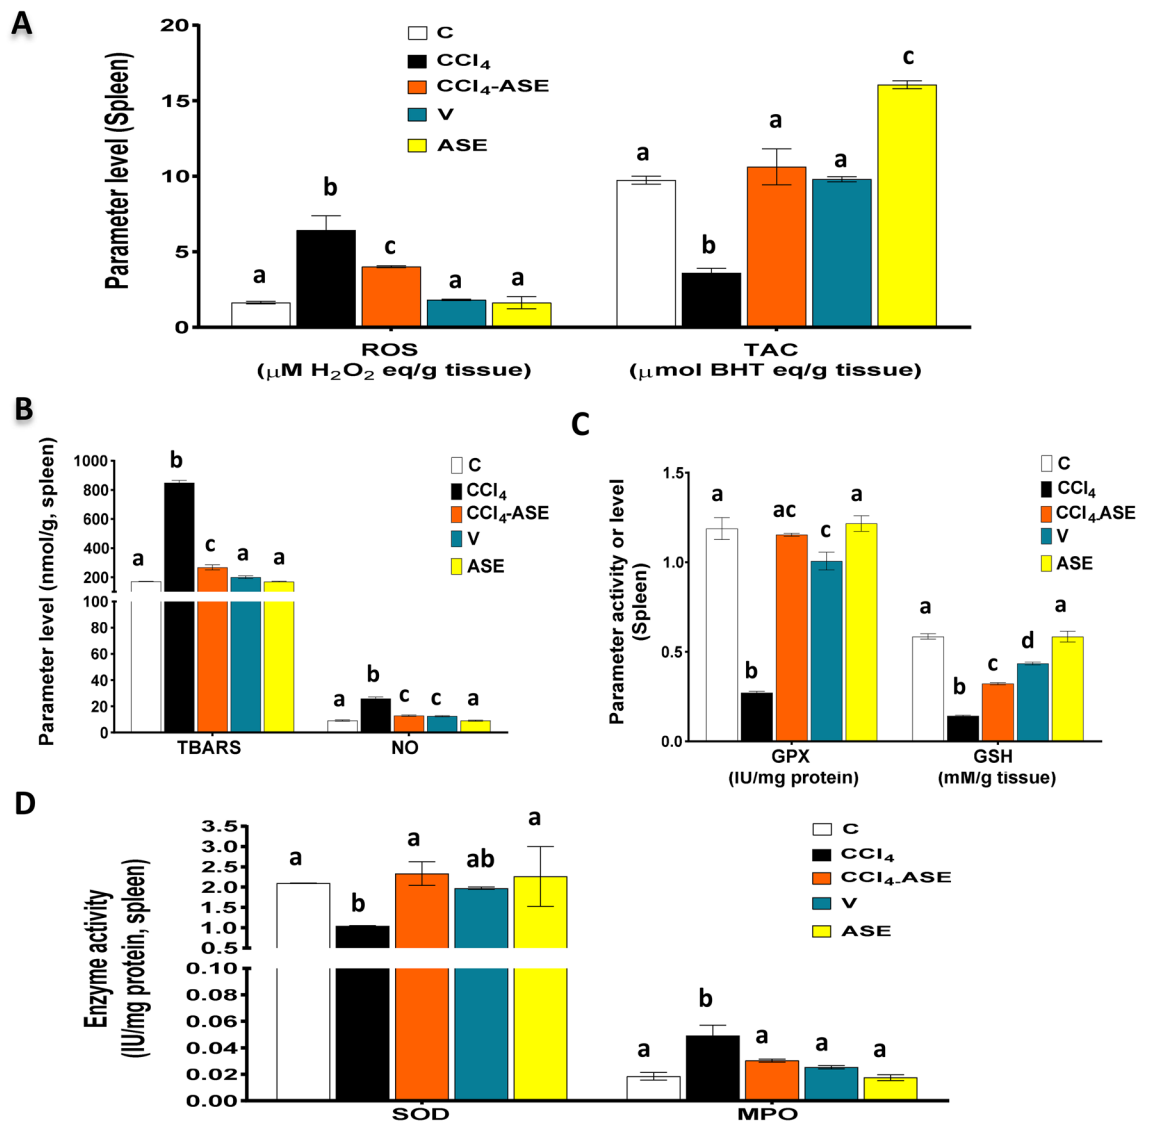 A
Parameter level (Spleen)
20
15
10
5
0
C
CCl₄
CCl₄-ASE
V
ASE
a
b
c
a
a
a
b
a
a
c
ROS
(μM H₂O₂ eq/g tissue)
TAC
(μmol BHT eq/g tissue)
B
Parameter level (nmol/g, spleen)
1000
800
600
400
200
100
80
60
40
20
0
C
CCl₄
CCl₄-ASE
V
ASE
a
b
c
a
a
a
b
c
c
a
TBARS
NO
C
Parameter activity or level
(Spleen)
1.5
1.0
0.5
0.0
C
CCl₄
CCl₄-ASE
V
ASE
a
b
ac
c
a
a
b
c
d
a
GPX
(IU/mg protein)
GSH
(mM/g tissue)
D
Enzyme activity
(IU/mg protein, spleen)
3.5
3.0
2.5
2.0
1.5
1.0
0.5
0.10
0.08
0.06
0.04
0.02
0.00
C
CCl₄
CCl₄-ASE
V
ASE
a
b
a
ab
a
a
b
a
a
a
SOD
MPO